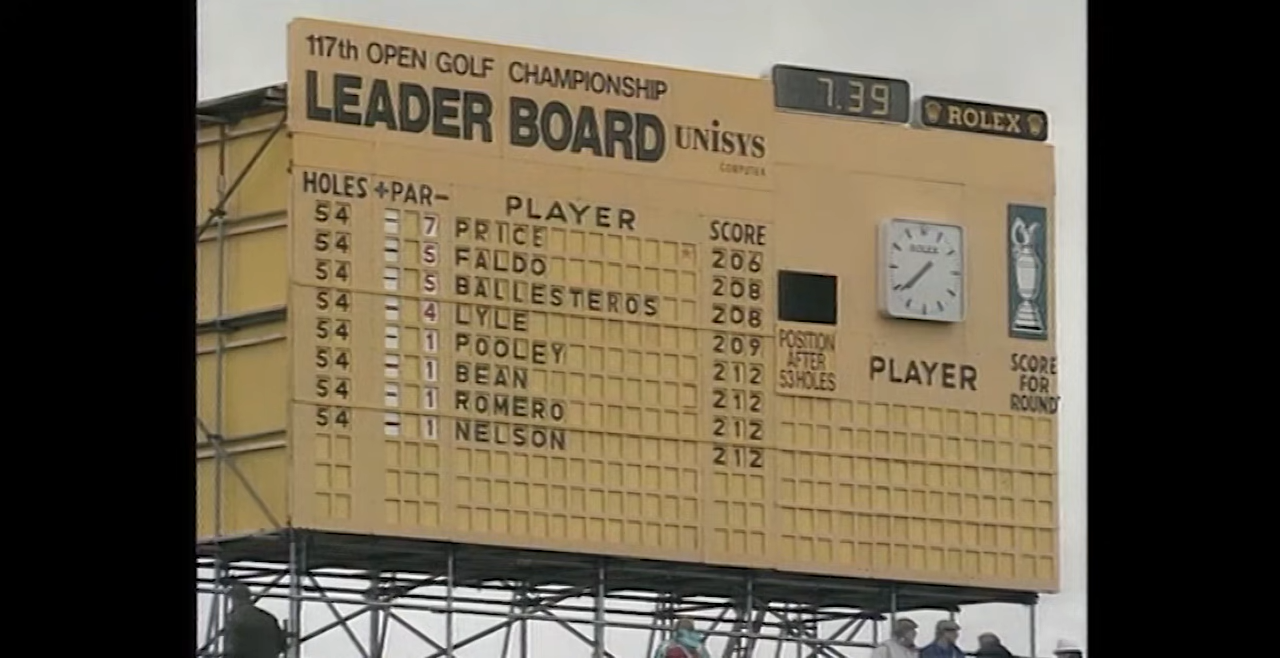 117th OPEN GOLF CHAMPIONSHIP
LEADER BOARD
UNISYS
COMPUTER
7.39
ROLEX
HOLES +PAR- PLAYER SCORE
54 - 7 PRICE 206
54 - 5 FALDO 208
54 - 5 BALLESTEROS 208
54 - 4 LYLE 209
54 - 1 POOLEY 212
54 - 1 BEAN 212
54 - 1 ROMERO 212
54 - 1 NELSON 212
ROLEX
POSITION
AFTER
53HOLES
PLAYER
SCORE
FOR
ROUND